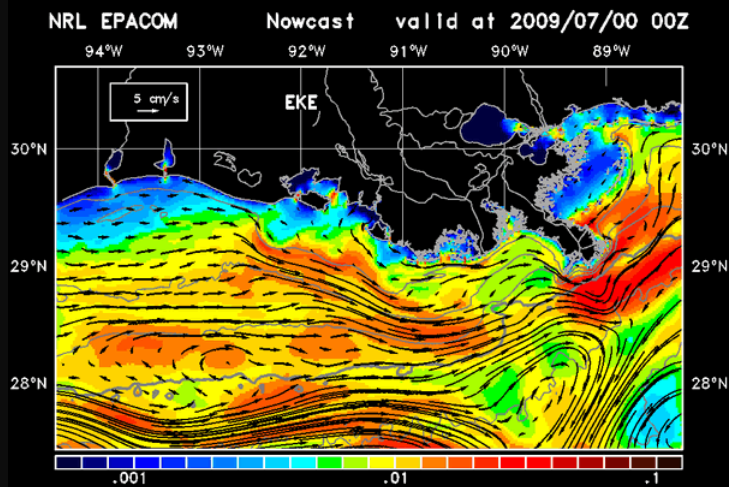 NRL EPACOM Nowcast valid at 2009/07/00 00Z
94°W 93°W 92°W 91°W 90°W 89°W
5 cm/s
EKE
30°N 30°N
29°N 29°N
28°N 28°N
.001 .01 .1